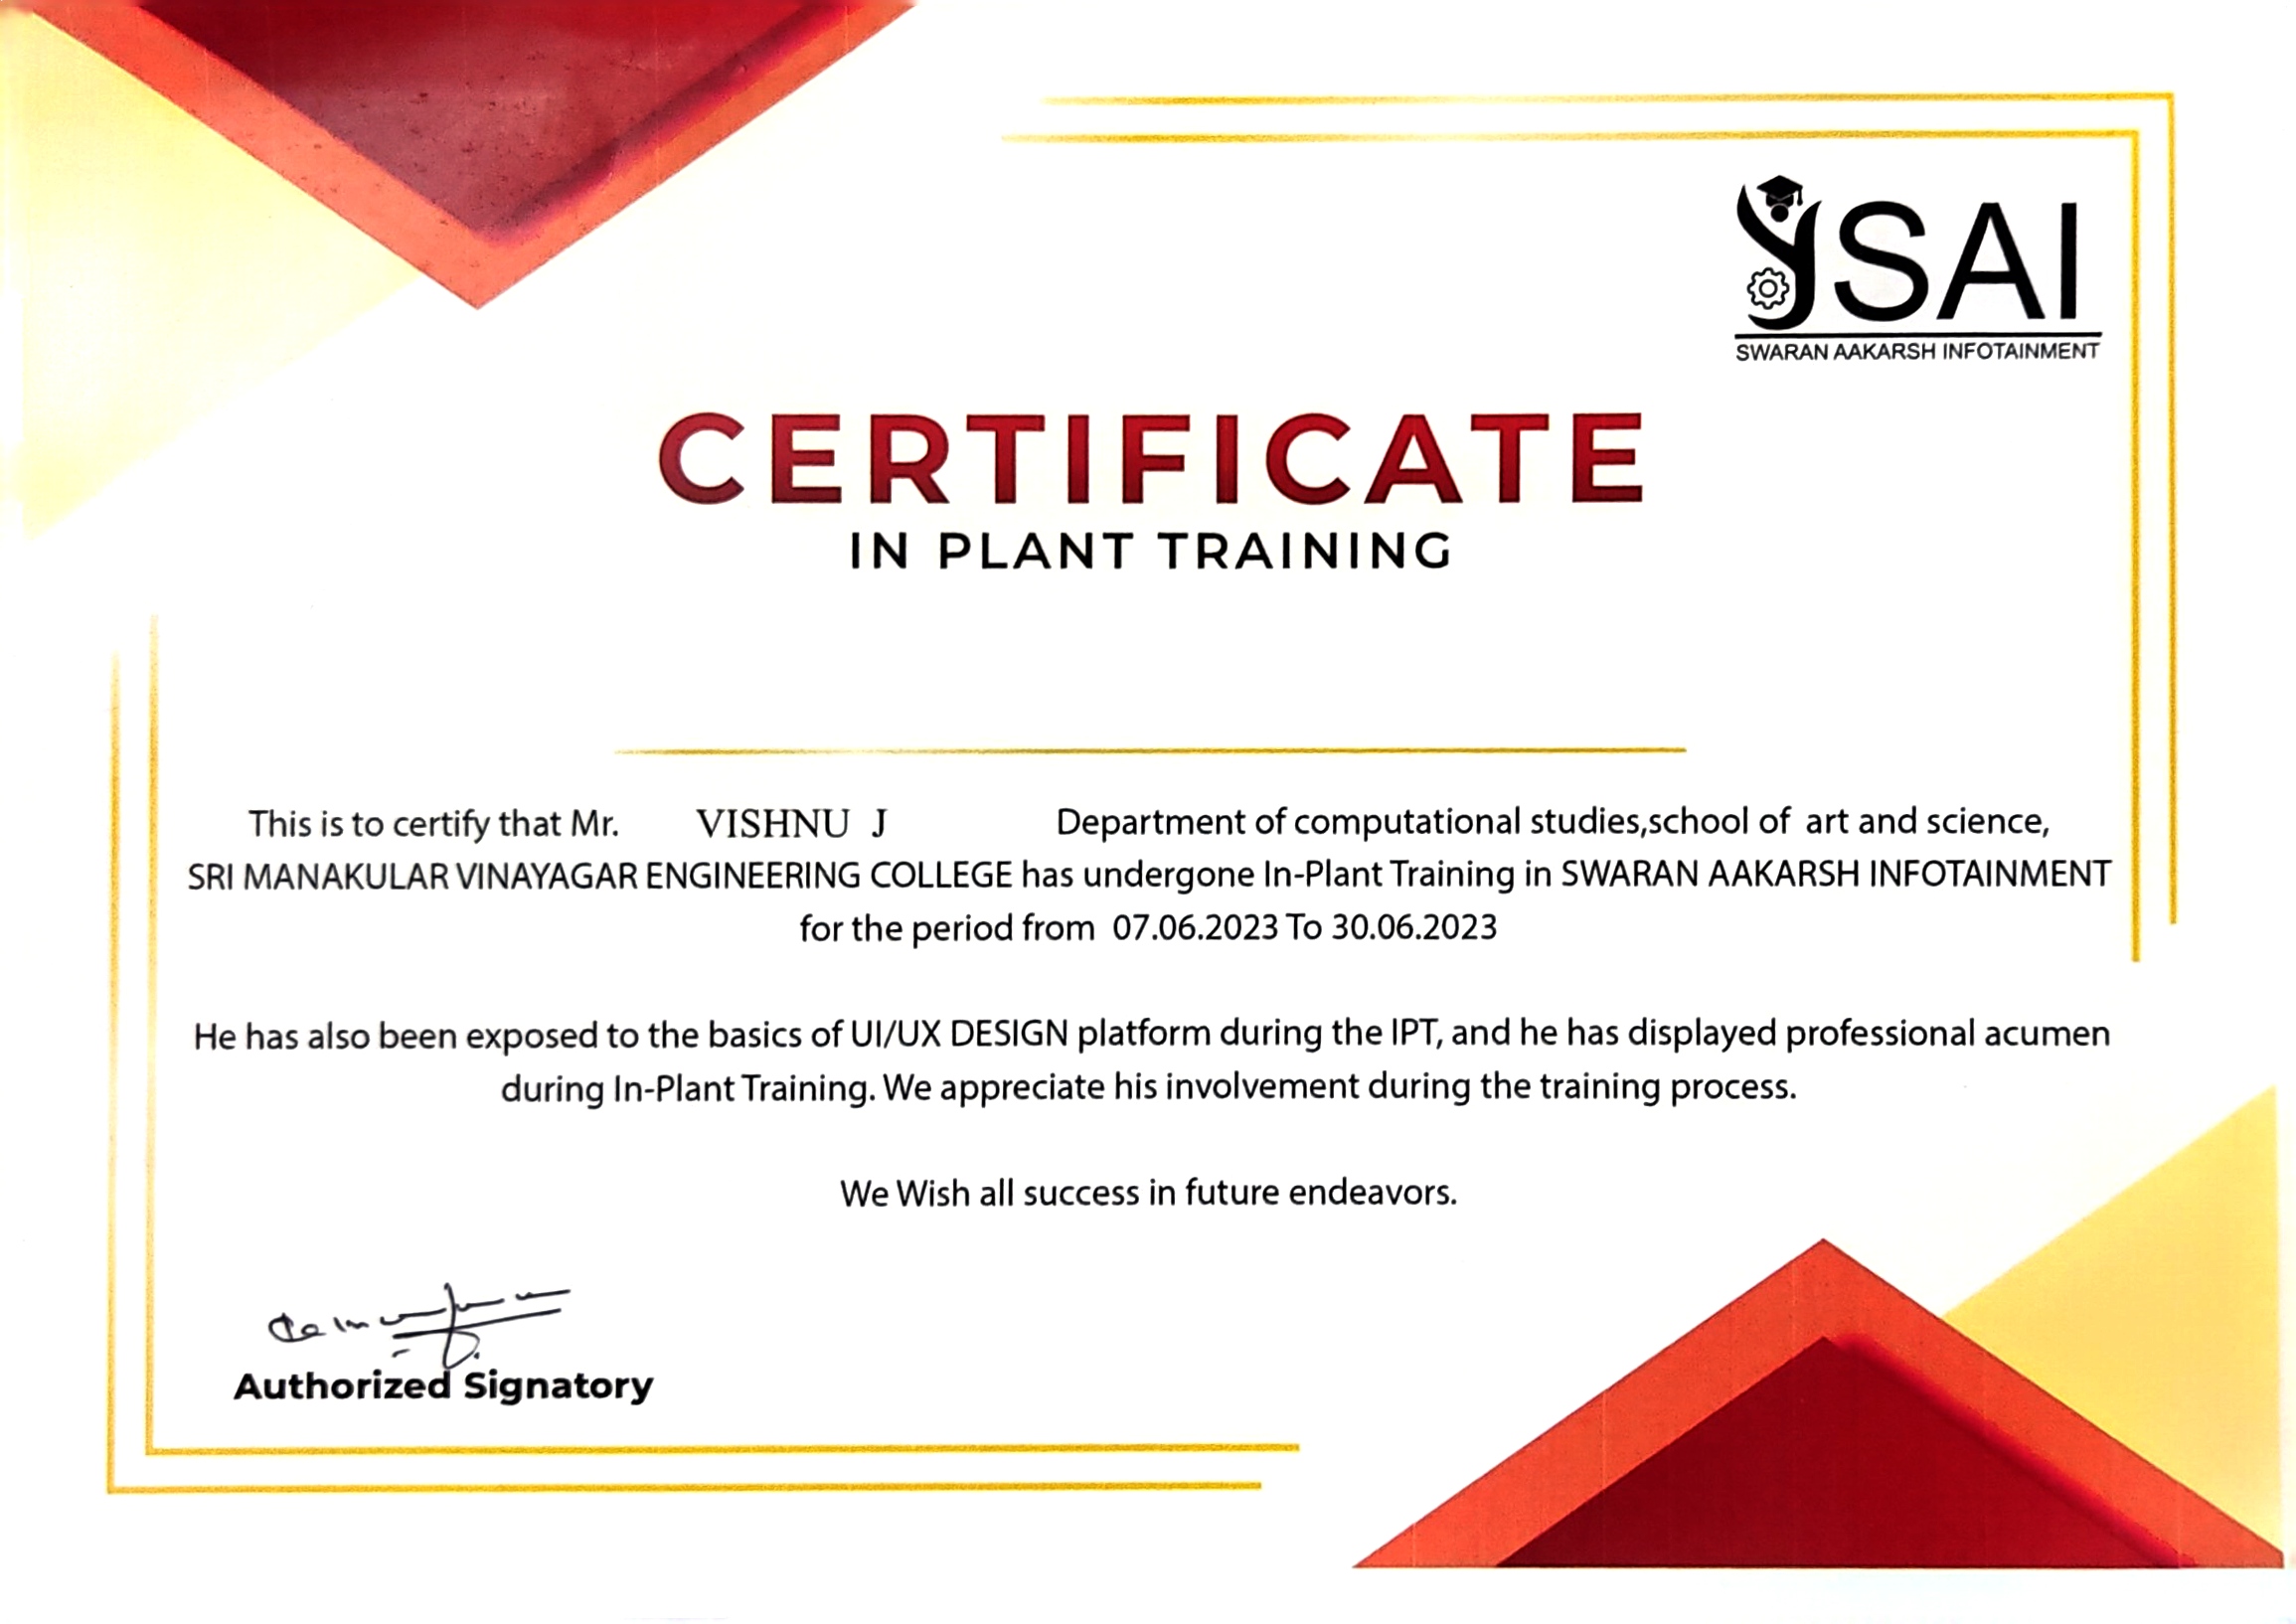 SAI
SWARAN AAKARSH INFOTAINMENT
CERTIFICATE
IN PLANT TRAINING
This is to certify that Mr. VISHNU J Department of computational studies,school of art and science,
SRI MANAKULAR VINAYAGAR ENGINEERING COLLEGE has undergone In-Plant Training in SWARAN AAKARSH INFOTAINMENT
for the period from 07.06.2023 To 30.06.2023
He has also been exposed to the basics of UI/UX DESIGN platform during the IPT, and he has displayed professional acumen
during In-Plant Training. We appreciate his involvement during the training process.
We Wish all success in future endeavors.
Authorized Signatory